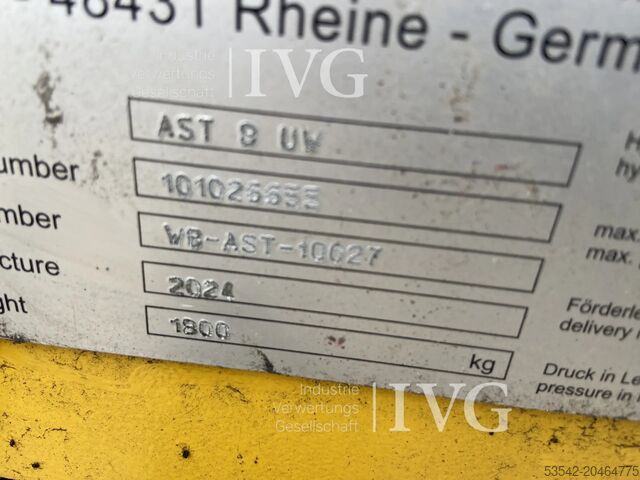 48431 Rheine - Germ
Industrie
Verwertungs
Gesellschaft
IVG
AST 8 UW
umber
101026655
mber
WB-AST-10027
cture
2024
ght
1800 kg
H
hy
max.
max.
Förderle
delivery
Druck in Le
pressure in
Industrie
Verwertungs
Gesellschaft
IVG
53542-20464775